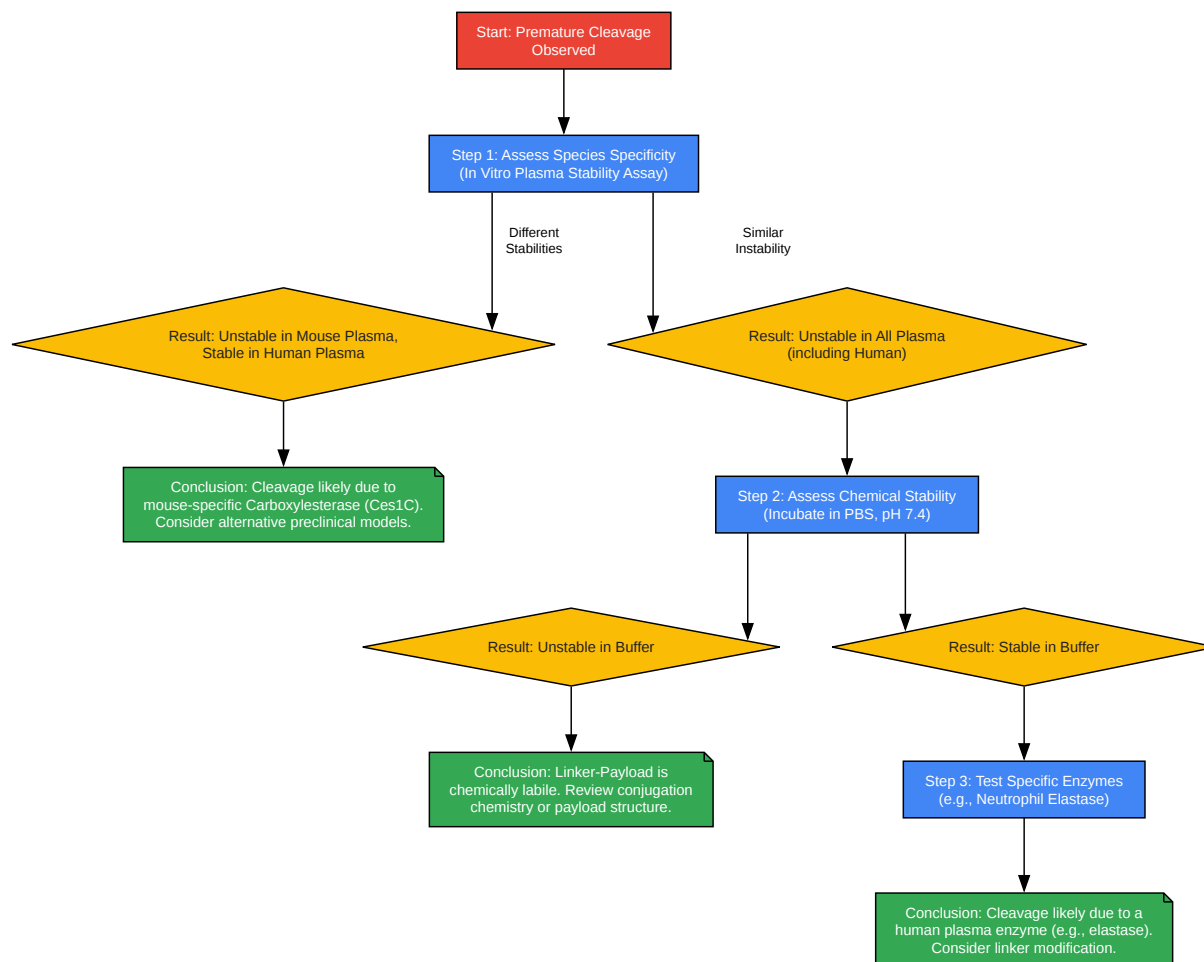 Start: Premature Cleavage
Observed
Step 1: Assess Species Specificity
(In Vitro Plasma Stability Assay)
Different
Stabilities
Similar
Instability
Result: Unstable in Mouse Plasma,
Stable in Human Plasma
Result: Unstable in All Plasma
(including Human)
Conclusion: Cleavage likely due to
mouse-specific Carboxylesterase (Ces1C).
Consider alternative preclinical models.
Step 2: Assess Chemical Stability
(Incubate in PBS, pH 7.4)
Result: Unstable in Buffer
Result: Stable in Buffer
Conclusion: Linker-Payload is
chemically labile. Review conjugation
chemistry or payload structure.
Step 3: Test Specific Enzymes
(e.g., Neutrophil Elastase)
Conclusion: Cleavage likely due to a
human plasma enzyme (e.g., elastase).
Consider linker modification.